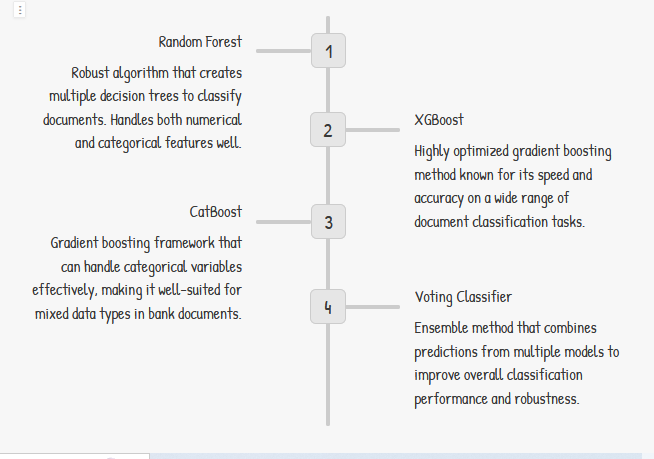 Random Forest
Robust algorithm that creates
multiple decision trees to classify
documents. Handles both numerical
and categorical features well.
1
2
XGBoost
Highly optimized gradient boosting
method known for its speed and
accuracy on a wide range of
document classification tasks.
CatBoost
Gradient boosting framework that
can handle categorical variables
effectively, making it well-suited for
mixed data types in bank documents.
3
4
Voting Classifier
Ensemble method that combines
predictions from multiple models to
improve overall classification
performance and robustness.